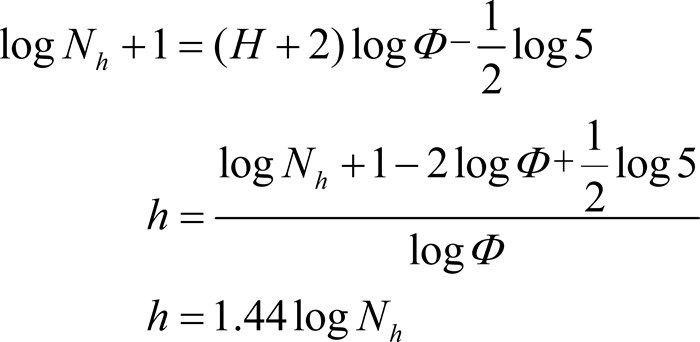 log N_h + 1 = (H + 2) log Φ − 1/2 log 5
h = (log N_h + 1 − 2 log Φ + 1/2 log 5) / log Φ
h = 1.44 log N_h